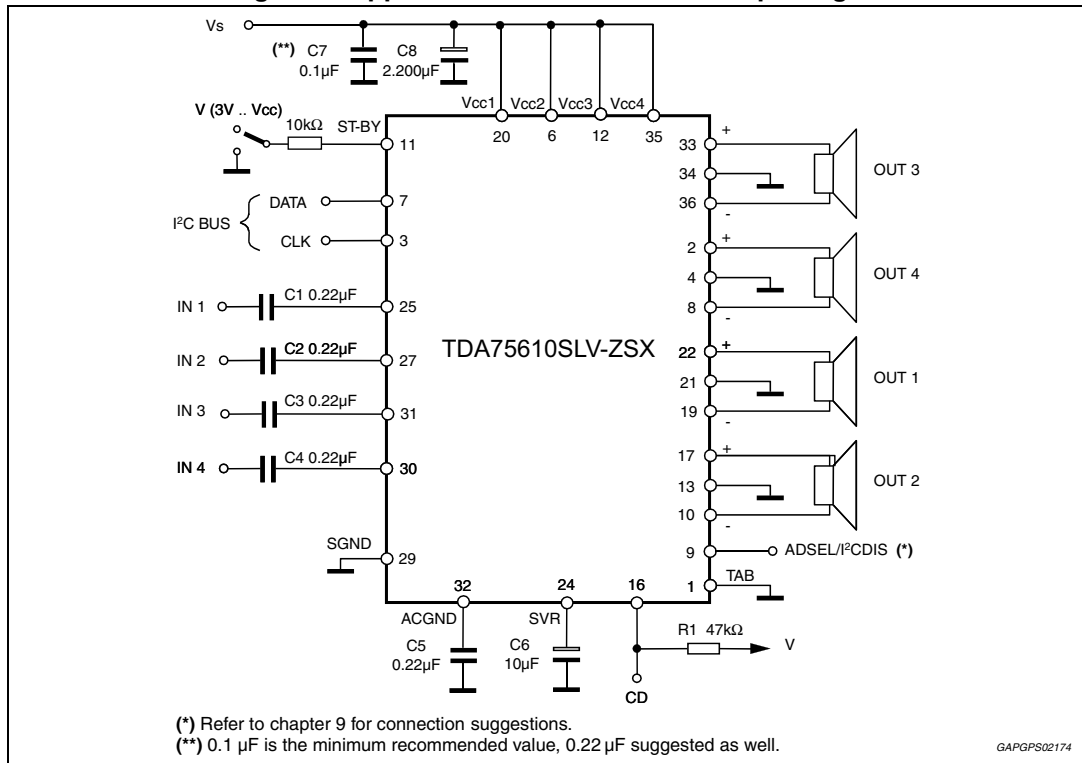 Vs
(**) C7 C8
0.1µF 2.200µF
Vcc1 Vcc2 Vcc3 Vcc4
20 6 12 35
V (3V .. Vcc)
10kΩ ST-BY
11
I²C BUS
DATA
7
CLK
3
IN 1
C1 0.22µF
25
IN 2
C2 0.22µF
27
IN 3
C3 0.22µF
31
IN 4
C4 0.22µF
30
SGND
29
TDA75610SLV-ZSX
33 +
34
36 -
OUT 3
2 +
4
8 -
OUT 4
22 +
21
19 -
OUT 1
17 +
13
10 -
OUT 2
9 ADSEL/I²CDIS (*)
1 TAB
32 24 16
ACGND SVR
C5
0.22µF
C6
10µF
R1 47kΩ V
CD
(*) Refer to chapter 9 for connection suggestions.
(**) 0.1 µF is the minimum recommended value, 0.22 µF suggested as well.
GAPGPS02174